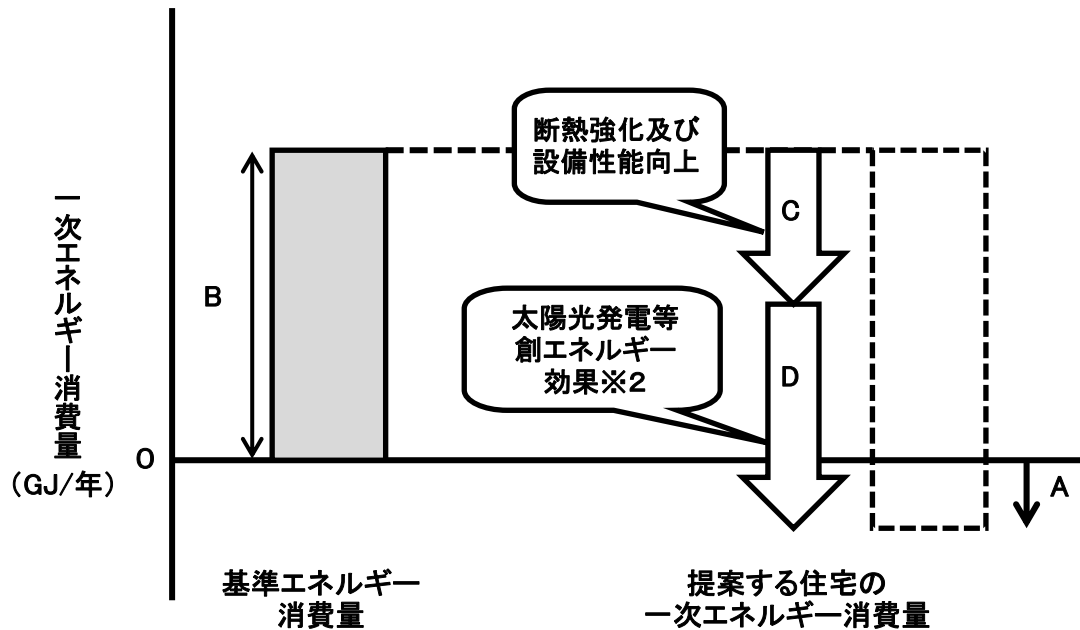 断熱強化及び
設備性能向上
C
一次エネルギー消費量
B
太陽光発電等
創エネルギー
効果※2
D
0
(GJ/年)
A
基準エネルギー
消費量
提案する住宅の
一次エネルギー消費量